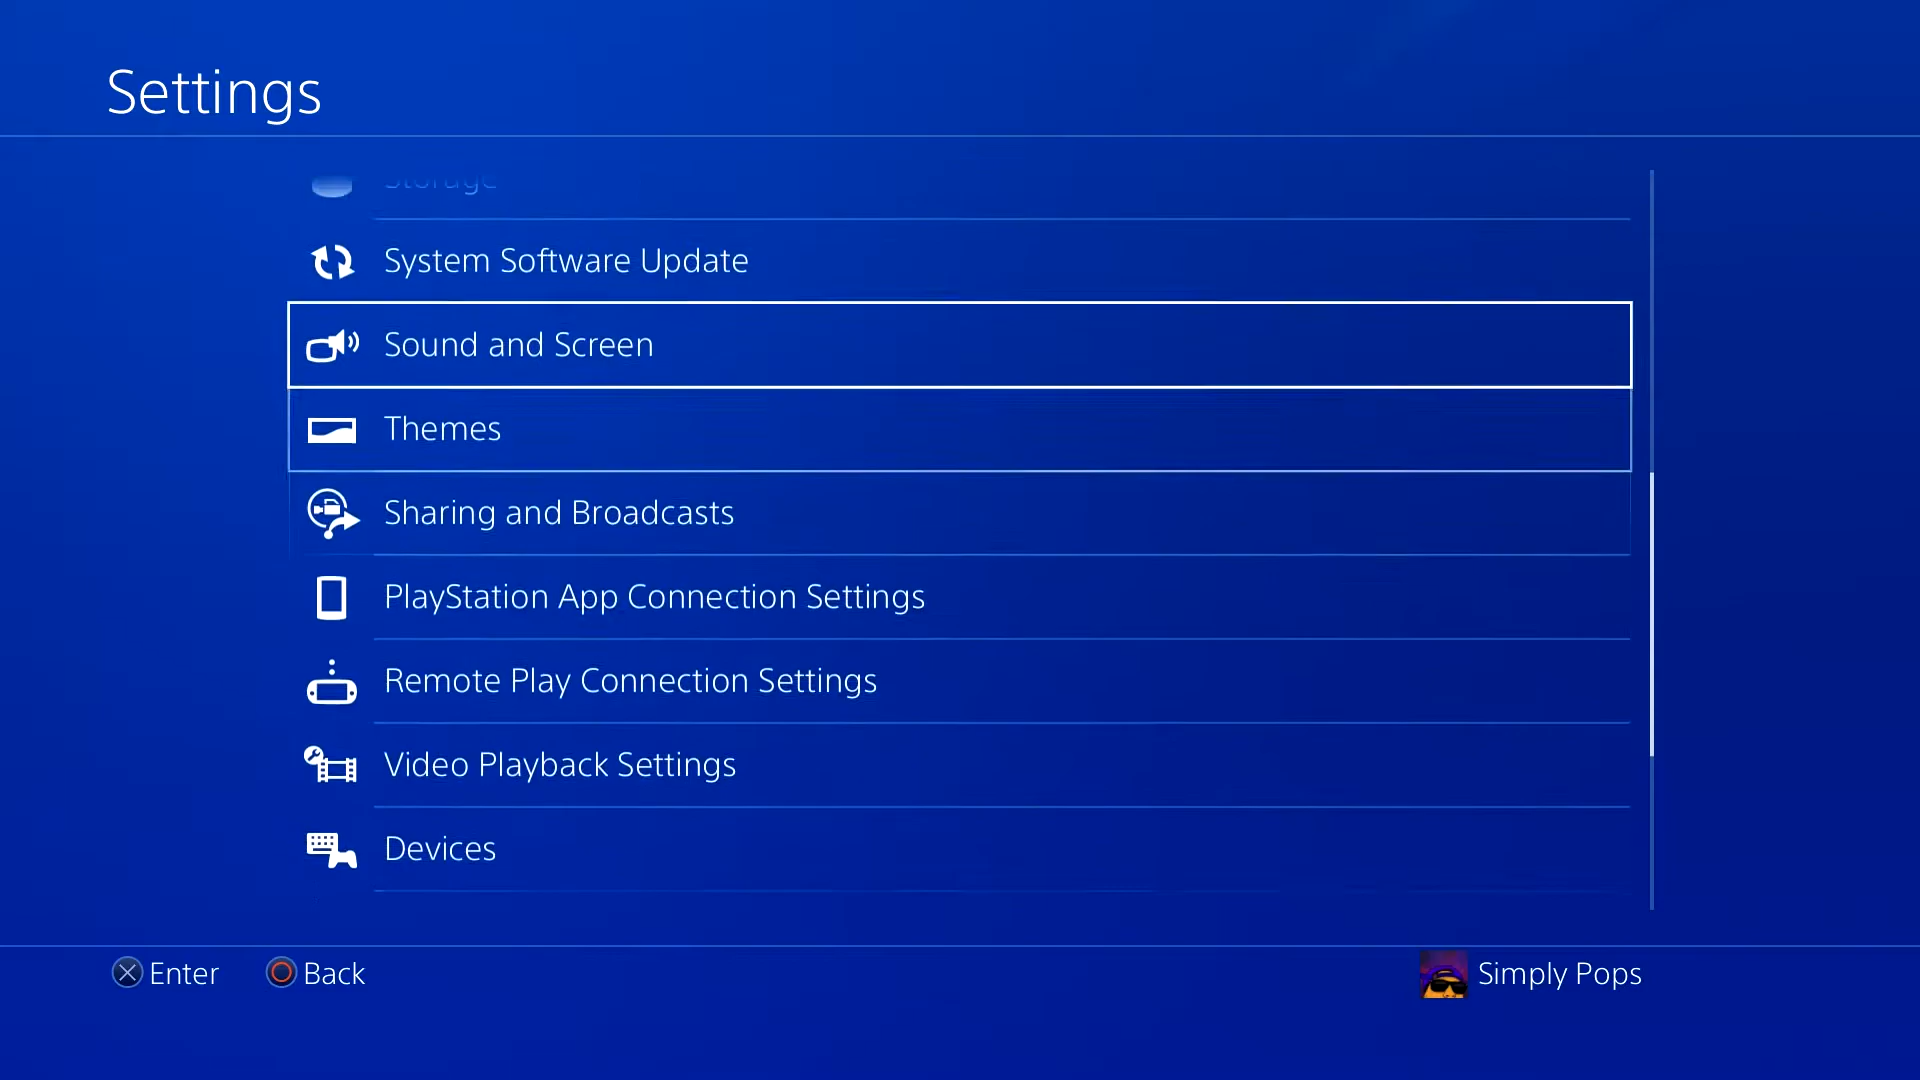 Settings
Storage
System Software Update
Sound and Screen
Themes
Sharing and Broadcasts
PlayStation App Connection Settings
Remote Play Connection Settings
Video Playback Settings
Devices
Enter Back Simply Pops